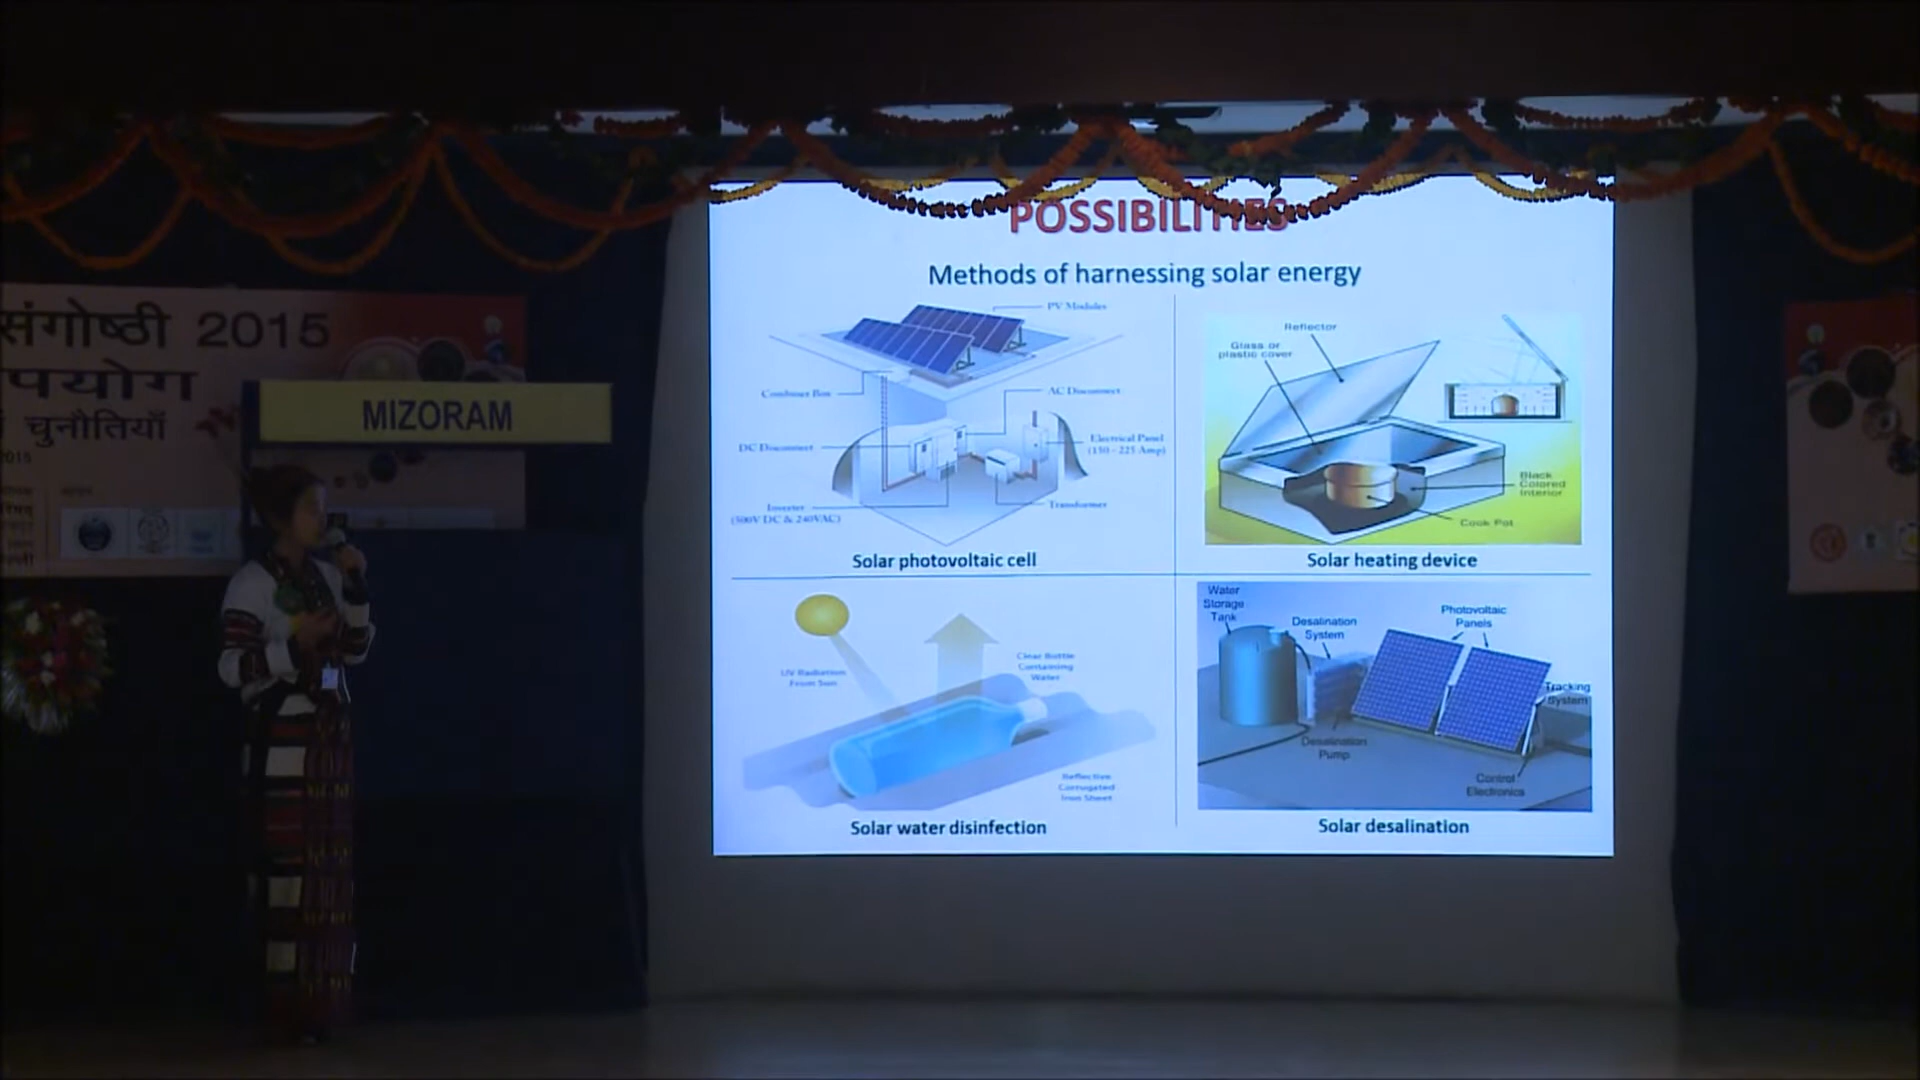 POSSIBILITIES
Methods of harnessing solar energy
PV Modules
Combiner Box
AC Disconnect
DC Disconnect
Electrical Panel
(150 - 225 Amp)
Inverter
(500V DC & 240VAC)
Transformer
Solar photovoltaic cell
Reflector
Glass or
plastic cover
Black
Colored
Interior
Cook Pot
Solar heating device
UV Radiation
From Sun
Clear Bottle
Containing
Water
Reflective
Corrugated
Iron Sheet
Solar water disinfection
Water
Storage
Tank
Desalination
System
Photovoltaic
Panels
Tracking
System
Desalination
Pump
Control
Electronics
Solar desalination
संगोष्ठी 2015
पयोग
चुनौतियाँ
2015
MIZORAM